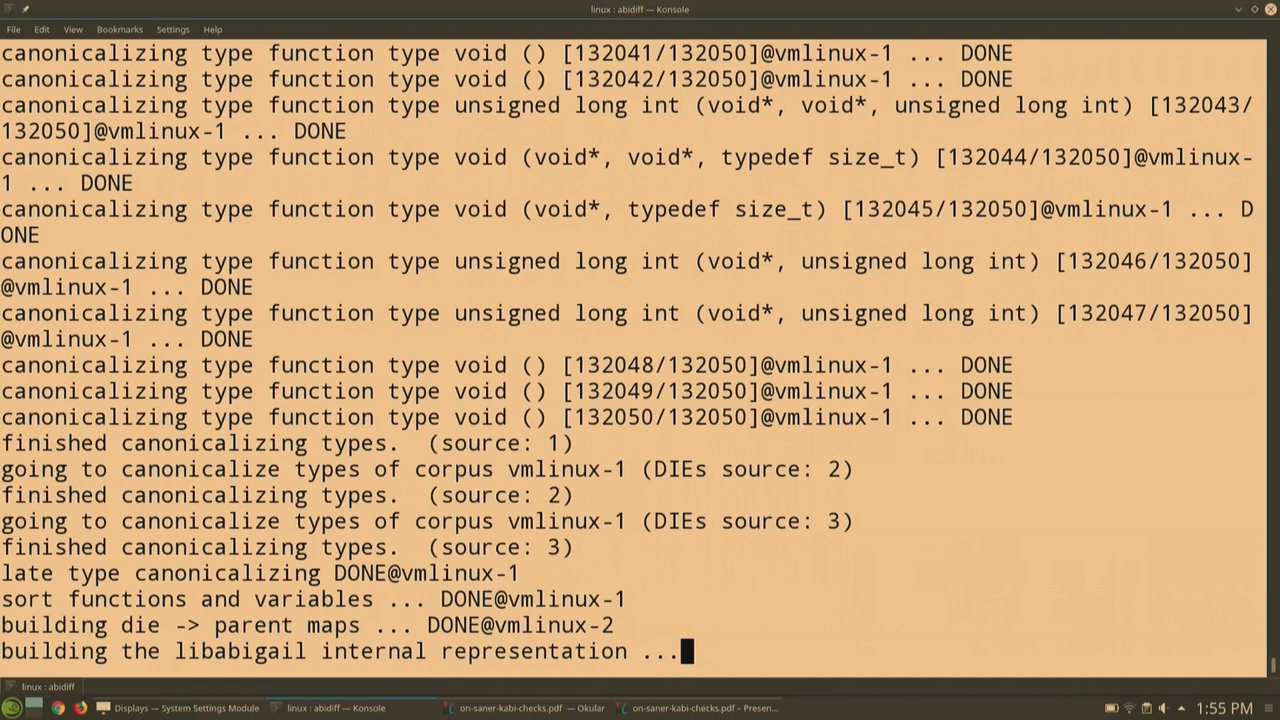 linux : abidiff — Konsole
File Edit View Bookmarks Settings Help
canonicalizing type function type void () [132041/132050]@vmlinux-1 ... DONE
canonicalizing type function type void () [132042/132050]@vmlinux-1 ... DONE
canonicalizing type function type unsigned long int (void*, void*, unsigned long int) [132043/
132050]@vmlinux-1 ... DONE
canonicalizing type function type void (void*, void*, typedef size_t) [132044/132050]@vmlinux-
1 ... DONE
canonicalizing type function type void (void*, typedef size_t) [132045/132050]@vmlinux-1 ... D
ONE
canonicalizing type function type unsigned long int (void*, unsigned long int) [132046/132050]
@vmlinux-1 ... DONE
canonicalizing type function type unsigned long int (void*, unsigned long int) [132047/132050]
@vmlinux-1 ... DONE
canonicalizing type function type void () [132048/132050]@vmlinux-1 ... DONE
canonicalizing type function type void () [132049/132050]@vmlinux-1 ... DONE
canonicalizing type function type void () [132050/132050]@vmlinux-1 ... DONE
finished canonicalizing types.  (source: 1)
going to canonicalize types of corpus vmlinux-1 (DIEs source: 2)
finished canonicalizing types.  (source: 2)
going to canonicalize types of corpus vmlinux-1 (DIEs source: 3)
finished canonicalizing types.  (source: 3)
late type canonicalizing DONE@vmlinux-1
sort functions and variables ... DONE@vmlinux-1
building die -> parent maps ... DONE@vmlinux-2
building the libabigail internal representation ...
linux : abidiff
Displays — System Settings Module linux : abidiff — Konsole on-saner-kabi-checks.pdf — Okular on-saner-kabi-checks.pdf – Presen... 1:55 PM